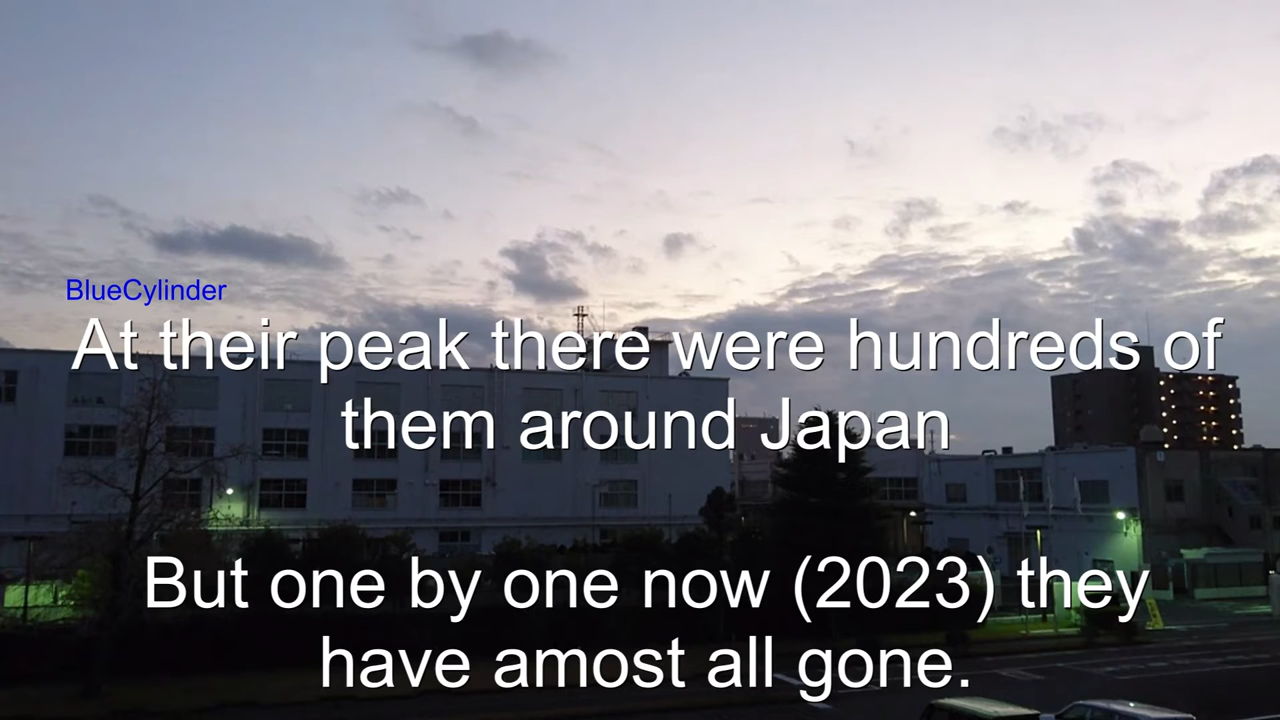 BlueCylinder
At their peak there were hundreds of
them around Japan
But one by one now (2023) they
have amost all gone.